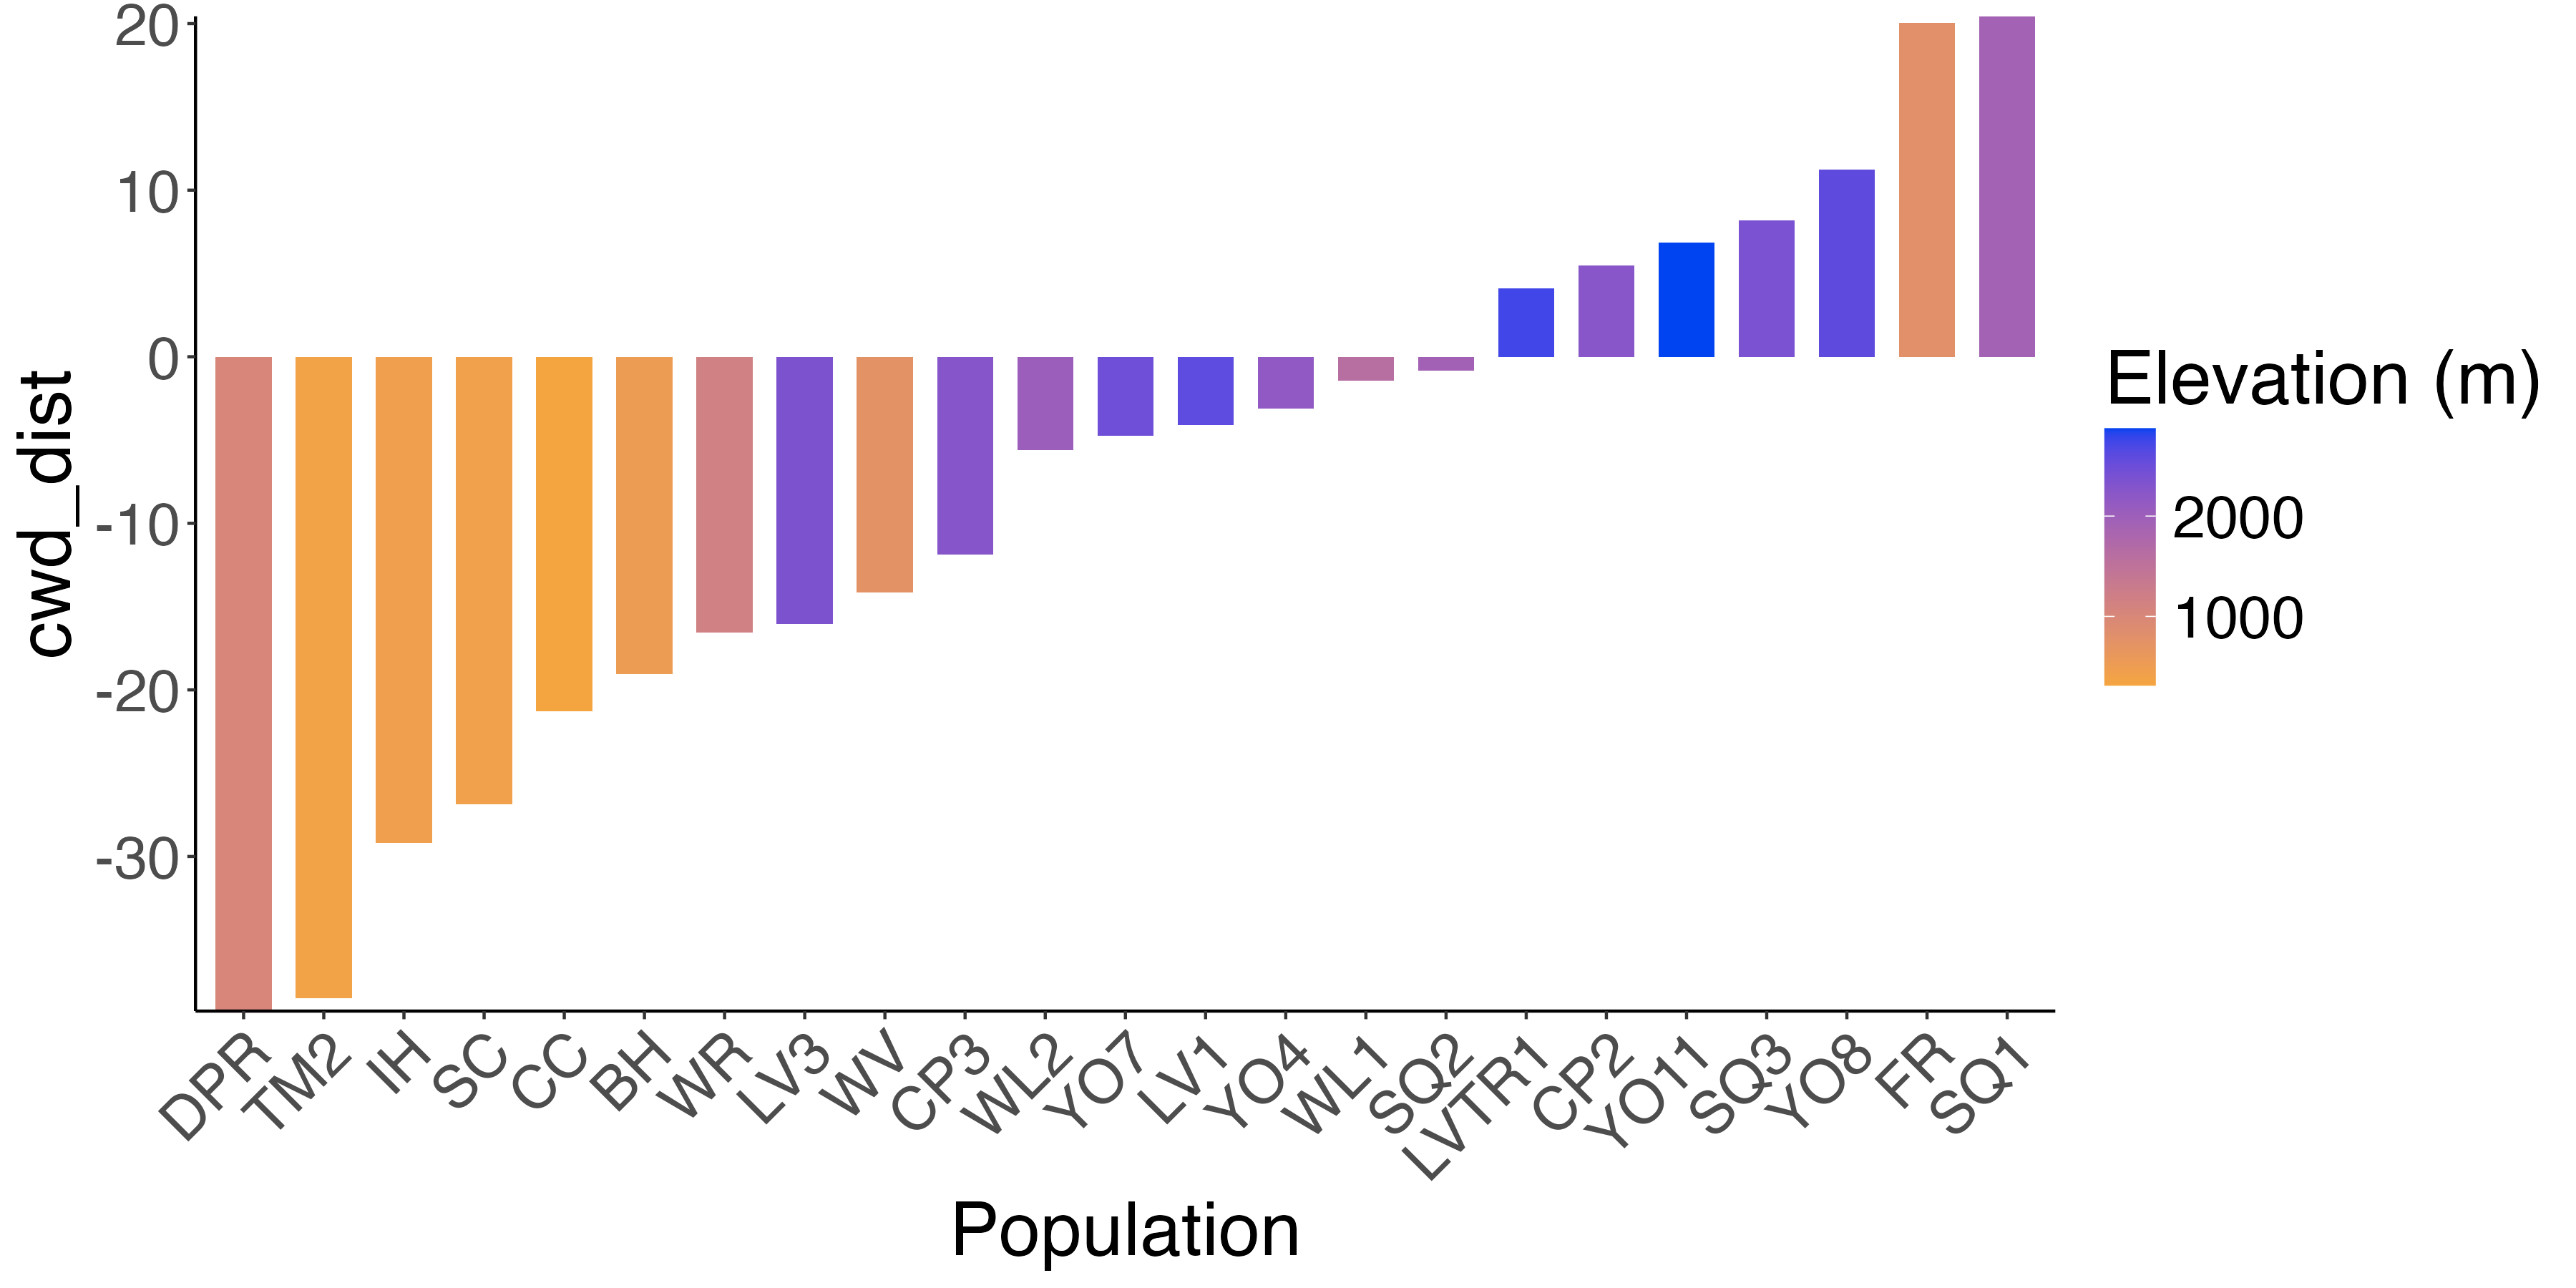 20
10
0
-10
-20
-30
cwd_dist
DPR
TM2
IH
SC
CC
BH
WR
LV3
WV
CP3
WL2
YO7
LV1
YO4
WL1
SQ2
LVTR1
CP2
YO11
SQ3
YO8
FR
SQ1
Population
Elevation (m)
2000
1000